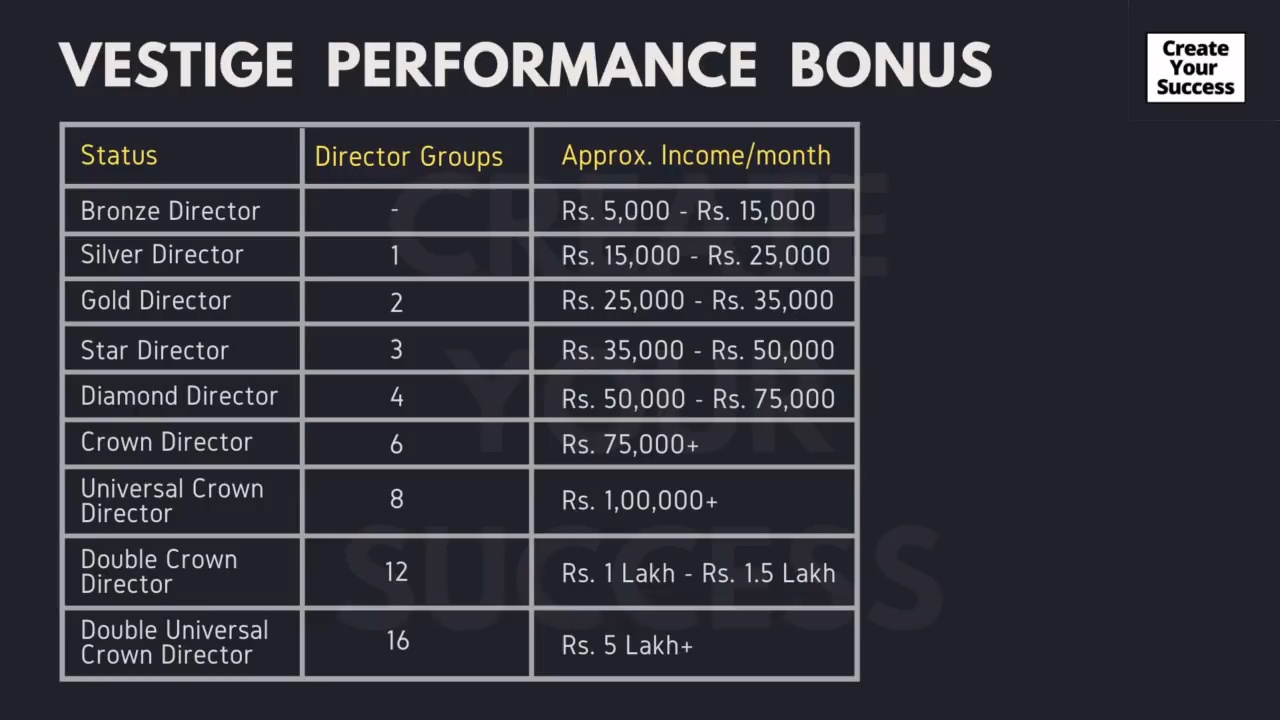 VESTIGE PERFORMANCE BONUS
Create
Your
Success
Status Director Groups Approx. Income/month
Bronze Director - Rs. 5,000 - Rs. 15,000
Silver Director 1 Rs. 15,000 - Rs. 25,000
Gold Director 2 Rs. 25,000 - Rs. 35,000
Star Director 3 Rs. 35,000 - Rs. 50,000
Diamond Director 4 Rs. 50,000 - Rs. 75,000
Crown Director 6 Rs. 75,000+
Universal Crown
Director 8 Rs. 1,00,000+
Double Crown
Director 12 Rs. 1 Lakh - Rs. 1.5 Lakh
Double Universal
Crown Director 16 Rs. 5 Lakh+
CREATE
YOUR
SUCCESS